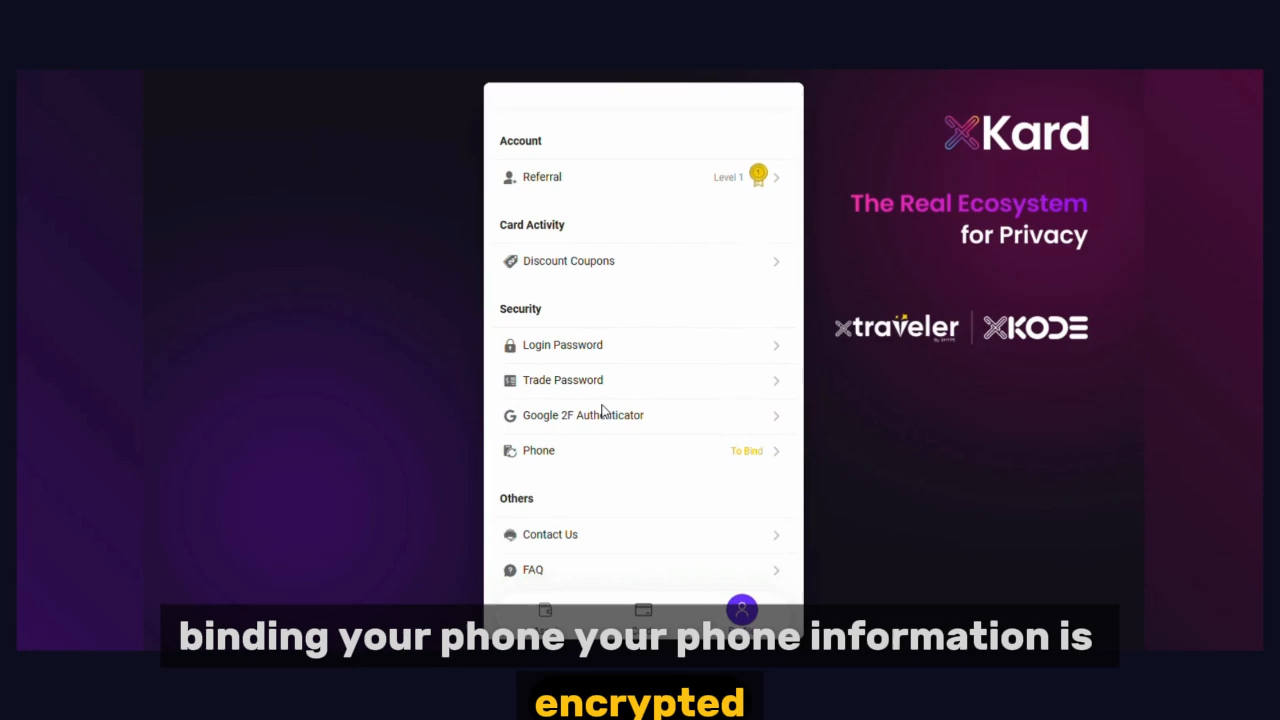 Account
Referral
Level 1
Card Activity
Discount Coupons
Security
Login Password
Trade Password
Google 2F Authenticator
Phone
To Bind
Others
Contact Us
FAQ
XKard
The Real Ecosystem
for Privacy
xtraveler
XKODE
binding your phone your phone information is
encrypted